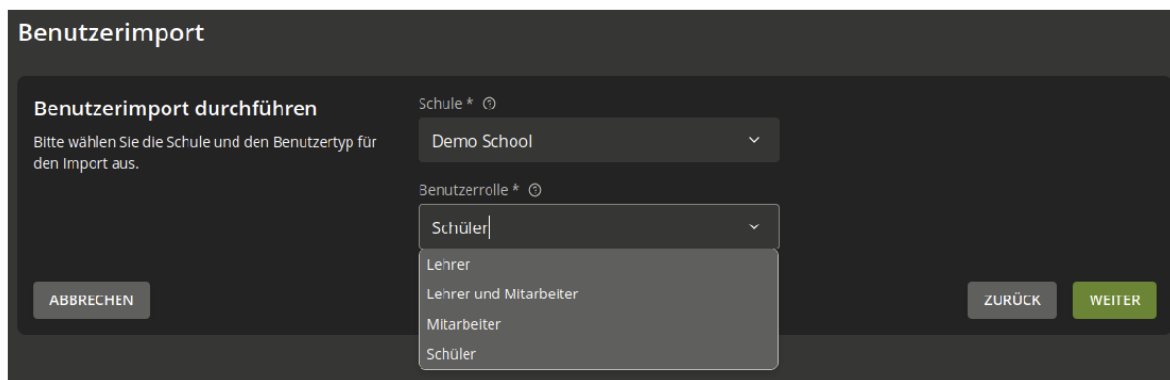 Benutzerimport
Benutzerimport durchführen
Bitte wählen Sie die Schule und den Benutzertyp für
den Import aus.
Schule *
Demo School
Benutzerrolle *
Schüler
Lehrer
Lehrer und Mitarbeiter
Mitarbeiter
Schüler
ABBRECHEN
ZURÜCK
WEITER